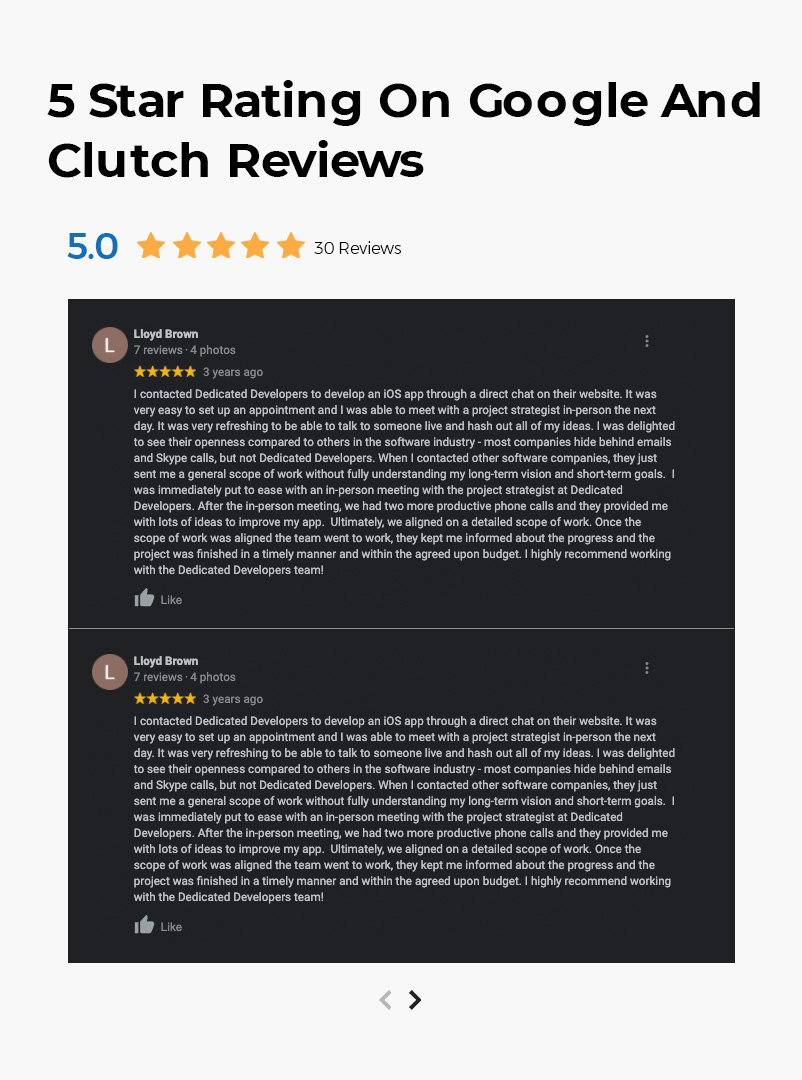 5 Star Rating On Google And
Clutch Reviews
5.0 30 Reviews
L
Lloyd Brown
7 reviews · 4 photos
3 years ago
I contacted Dedicated Developers to develop an iOS app through a direct chat on their website. It was
very easy to set up an appointment and I was able to meet with a project strategist in-person the next
day. It was very refreshing to be able to talk to someone live and hash out all of my ideas. I was delighted
to see their openness compared to others in the software industry - most companies hide behind emails
and Skype calls, but not Dedicated Developers. When I contacted other software companies, they just
sent me a general scope of work without fully understanding my long-term vision and short-term goals. I
was immediately put to ease with an in-person meeting with the project strategist at Dedicated
Developers. After the in-person meeting, we had two more productive phone calls and they provided me
with lots of ideas to improve my app. Ultimately, we aligned on a detailed scope of work. Once the
scope of work was aligned the team went to work, they kept me informed about the progress and the
project was finished in a timely manner and within the agreed upon budget. I highly recommend working
with the Dedicated Developers team!
Like
L
Lloyd Brown
7 reviews · 4 photos
3 years ago
I contacted Dedicated Developers to develop an iOS app through a direct chat on their website. It was
very easy to set up an appointment and I was able to meet with a project strategist in-person the next
day. It was very refreshing to be able to talk to someone live and hash out all of my ideas. I was delighted
to see their openness compared to others in the software industry - most companies hide behind emails
and Skype calls, but not Dedicated Developers. When I contacted other software companies, they just
sent me a general scope of work without fully understanding my long-term vision and short-term goals. I
was immediately put to ease with an in-person meeting with the project strategist at Dedicated
Developers. After the in-person meeting, we had two more productive phone calls and they provided me
with lots of ideas to improve my app. Ultimately, we aligned on a detailed scope of work. Once the
scope of work was aligned the team went to work, they kept me informed about the progress and the
project was finished in a timely manner and within the agreed upon budget. I highly recommend working
with the Dedicated Developers team!
Like